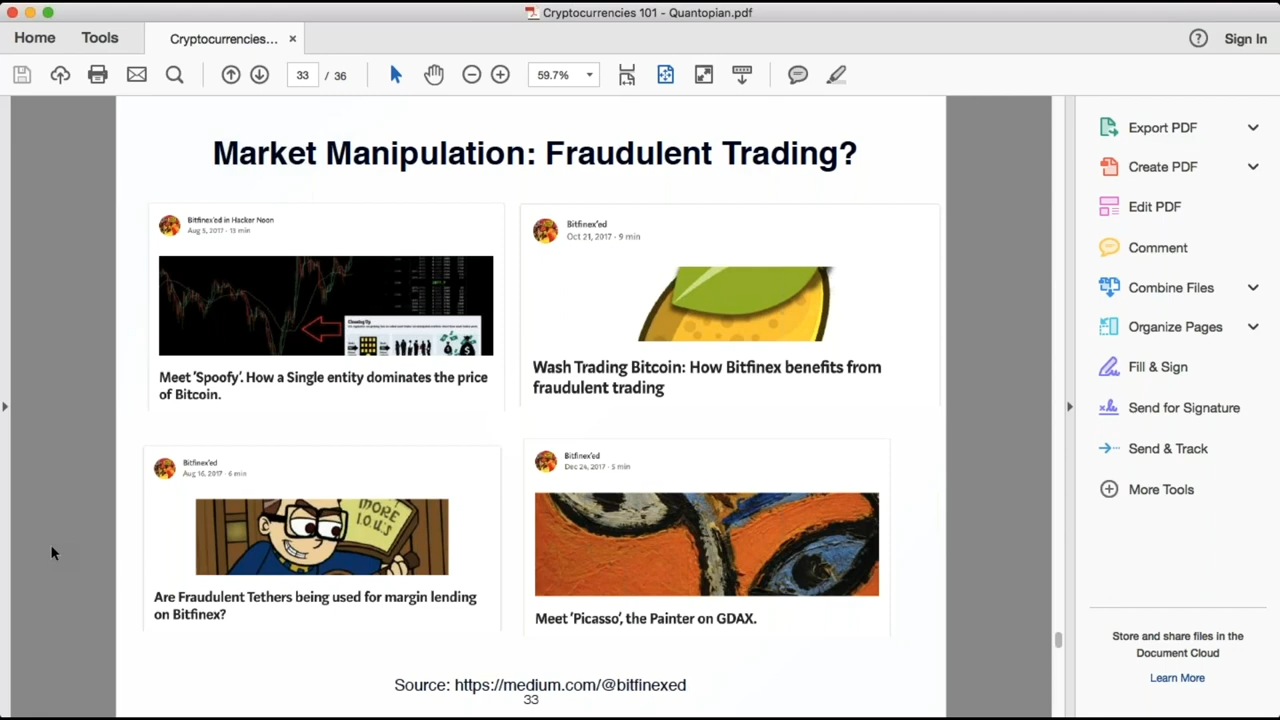 Cryptocurrencies 101 - Quantopian.pdf
Home
Tools
Cryptocurrencies...
×
Sign In
33 / 36
59.7%
Market Manipulation: Fraudulent Trading?
Bitfinex'ed in Hacker Noon
Aug 5, 2017 · 13 min
Meet 'Spoofy'. How a Single entity dominates the price
of Bitcoin.
Bitfinex'ed
Oct 21, 2017 · 9 min
Wash Trading Bitcoin: How Bitfinex benefits from
fraudulent trading
Bitfinex'ed
Aug 16, 2017 · 6 min
MORE
I.O.U.'S
Are Fraudulent Tethers being used for margin lending
on Bitfinex?
Bitfinex'ed
Dec 24, 2017 · 5 min
Meet 'Picasso', the Painter on GDAX.
Source: https://medium.com/@bitfinexed
33
Export PDF
Create PDF
Edit PDF
Comment
Combine Files
Organize Pages
Fill & Sign
Send for Signature
Send & Track
More Tools
Store and share files in the
Document Cloud
Learn More